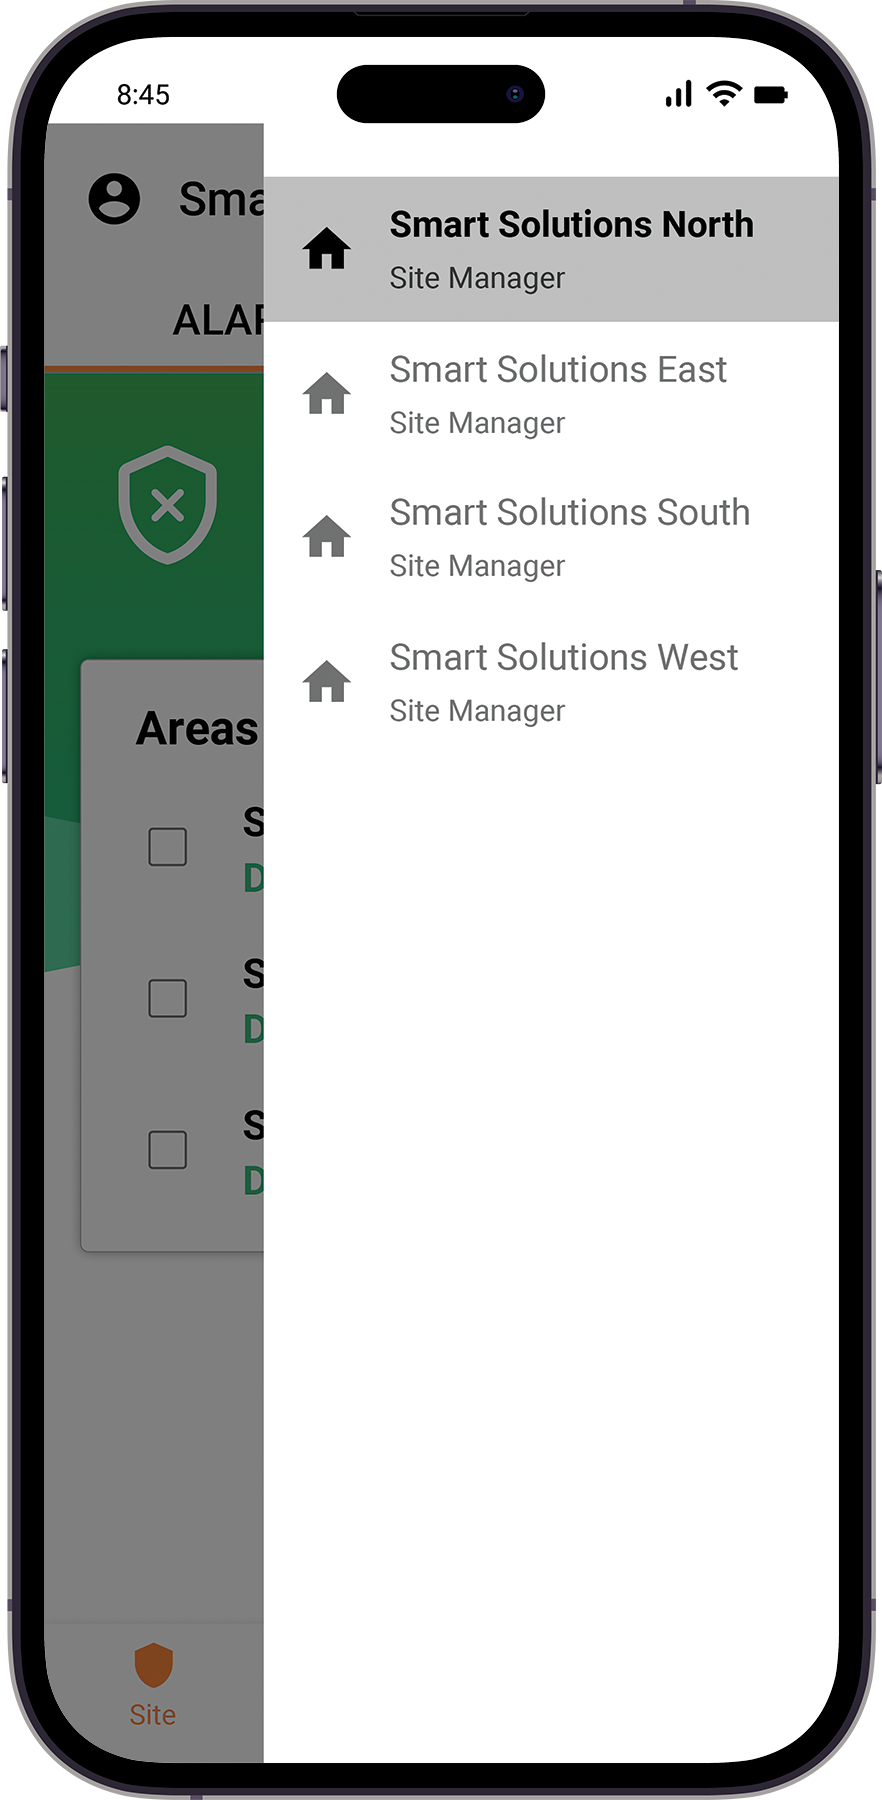 8:45
Sma
ALAR
Smart Solutions North
Site Manager
Smart Solutions East
Site Manager
Smart Solutions South
Site Manager
Smart Solutions West
Site Manager
Areas
S
D
S
D
S
D
Site